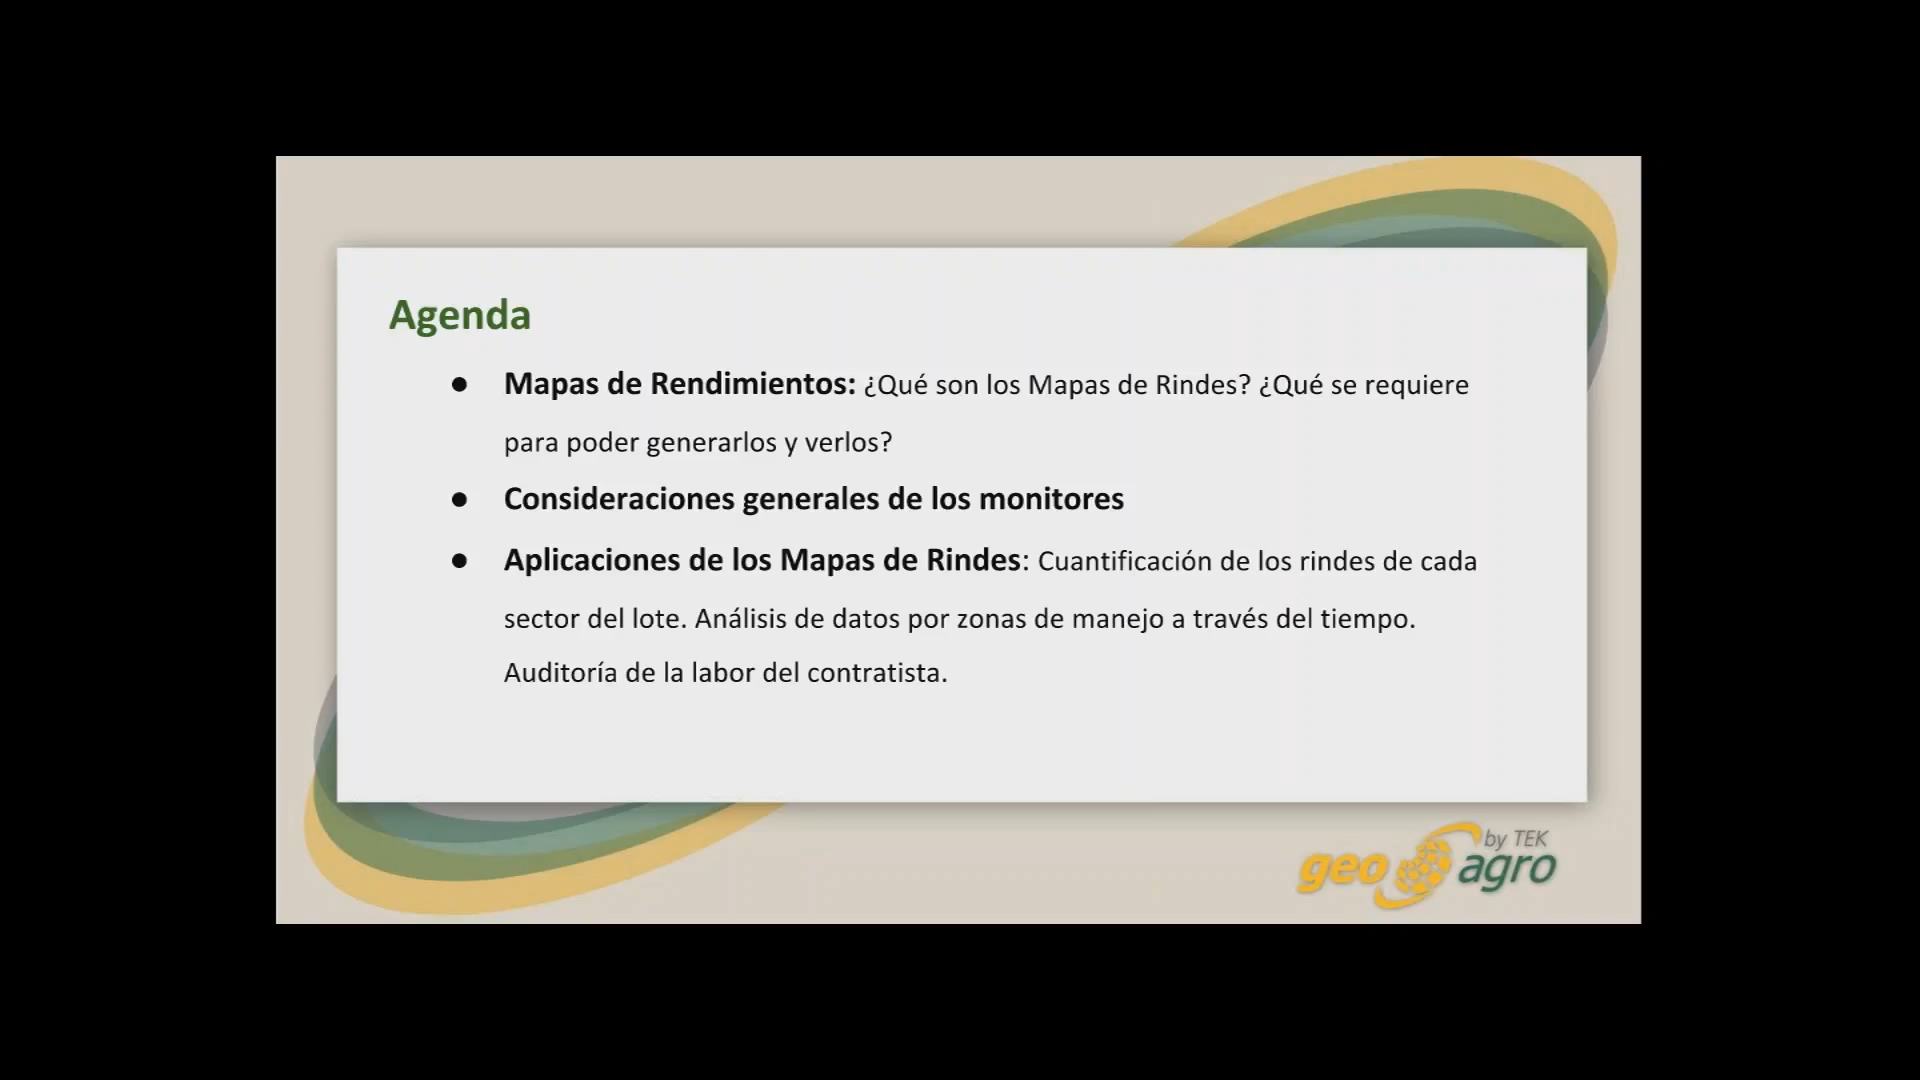 Agenda
● Mapas de Rendimientos: ¿Qué son los Mapas de Rindes? ¿Qué se requiere
para poder generarlos y verlos?
● Consideraciones generales de los monitores
● Aplicaciones de los Mapas de Rindes: Cuantificación de los rindes de cada
sector del lote. Análisis de datos por zonas de manejo a través del tiempo.
Auditoría de la labor del contratista.
by TEK
geo agro